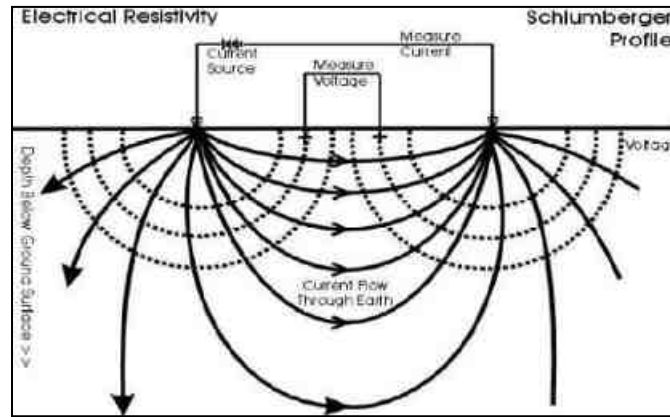 Electrical Resistivity
Schlumberger
Profile
Measure
Current
Current
Source
Measure
Voltage
Voltag
Depth Below Ground Surface > >
Current Flow
Through Earth